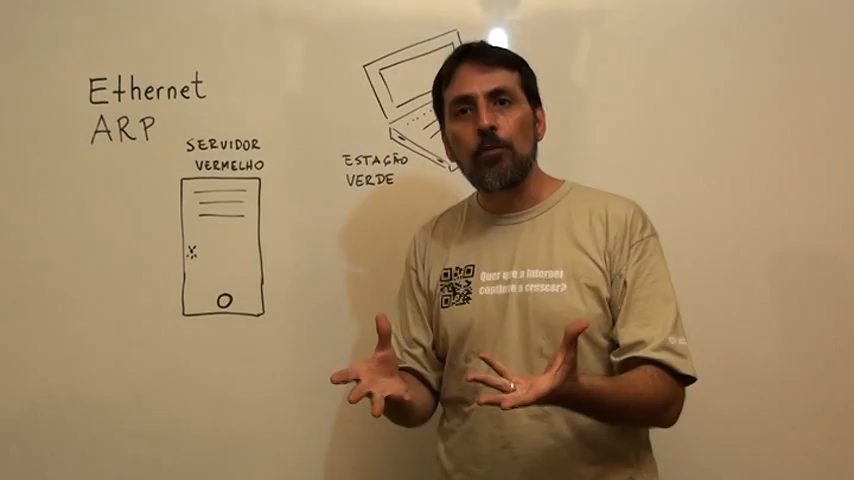 Ethernet
ARP
SERVIDOR
VERMELHO
ESTAÇÃO
VERDE
Quer que a Internet
continue a crescer?